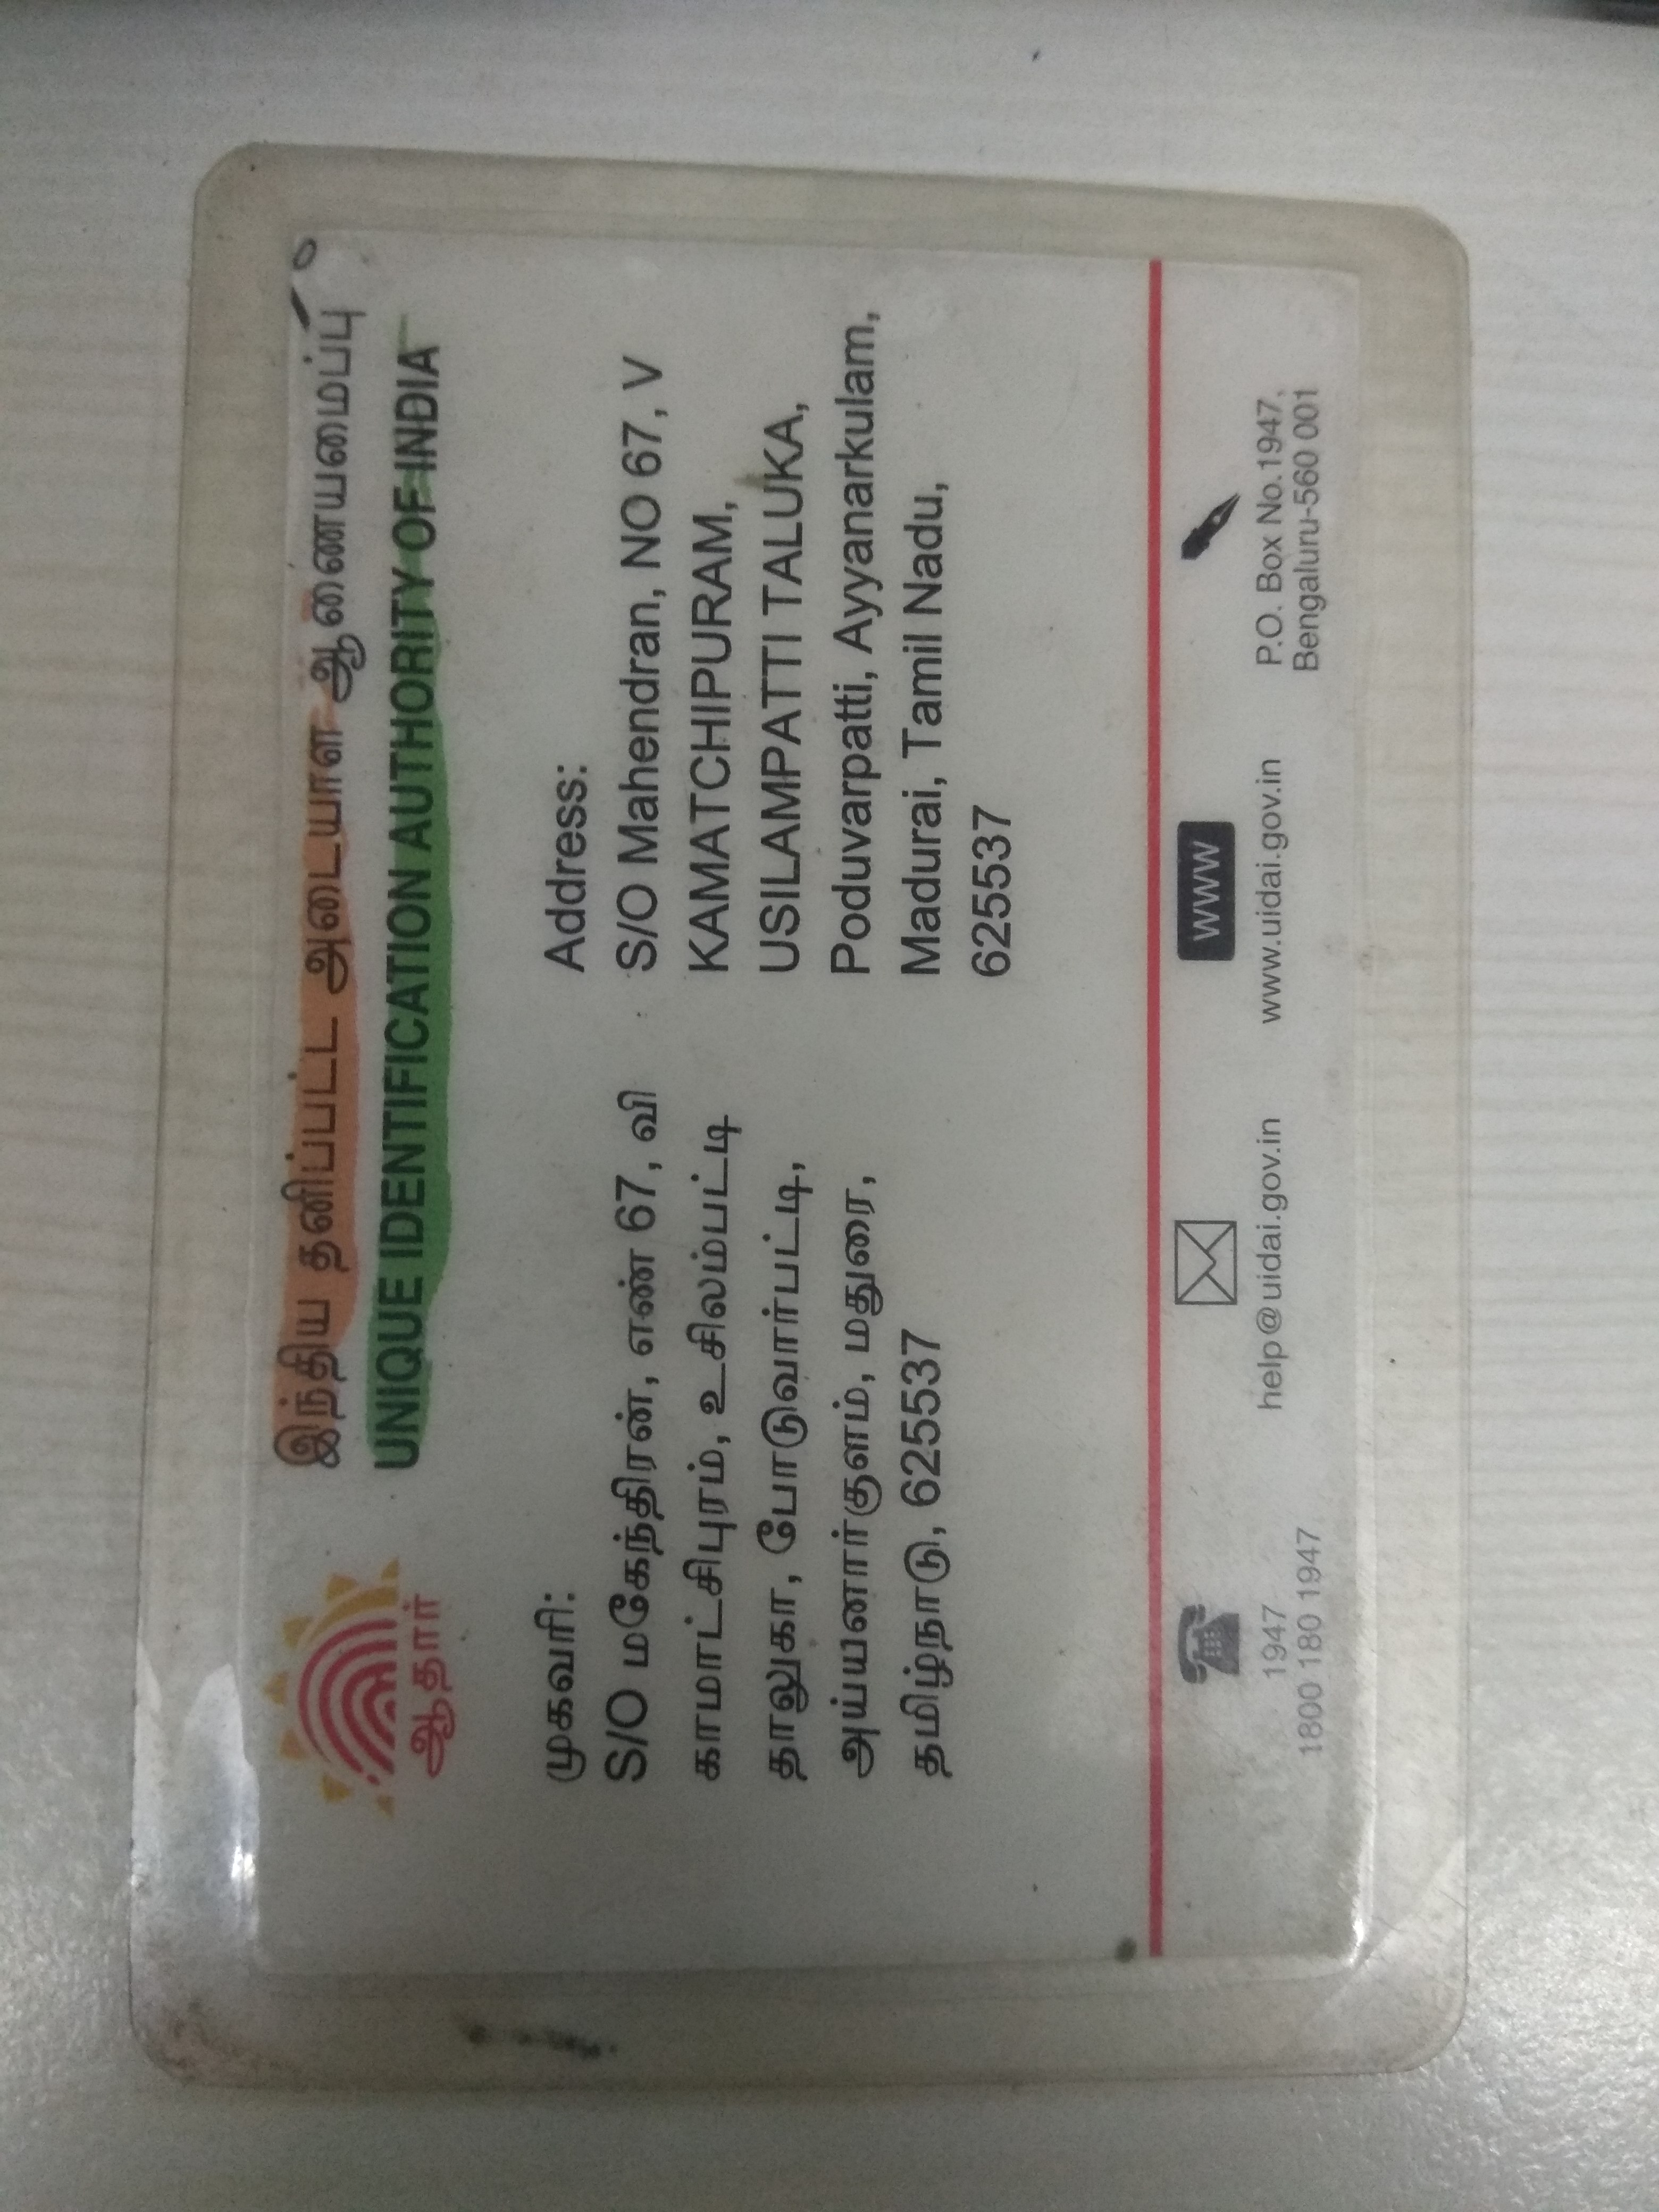 இந்திய தனிப்பட்ட அடையாள ஆணையமைப்பு
UNIQUE IDENTIFICATION AUTHORITY OF INDIA
ஆதார்
முகவரி:
S/O மகேந்திரன், எண் 67, வி
காமாட்சிபுரம், உசிலம்பட்டி
தாலுகா, போடுவார்பட்டி,
அய்யனார்குளம், மதுரை,
தமிழ்நாடு, 625537
Address:
S/O Mahendran, NO 67, V
KAMATCHIPURAM,
USILAMPATTI TALUKA,
Poduvarpatti, Ayyanarkulam,
Madurai, Tamil Nadu,
625537
1947
1800 180 1947
help@uidai.gov.in
WWW
www.uidai.gov.in
P.O. Box No.1947,
Bengaluru-560 001